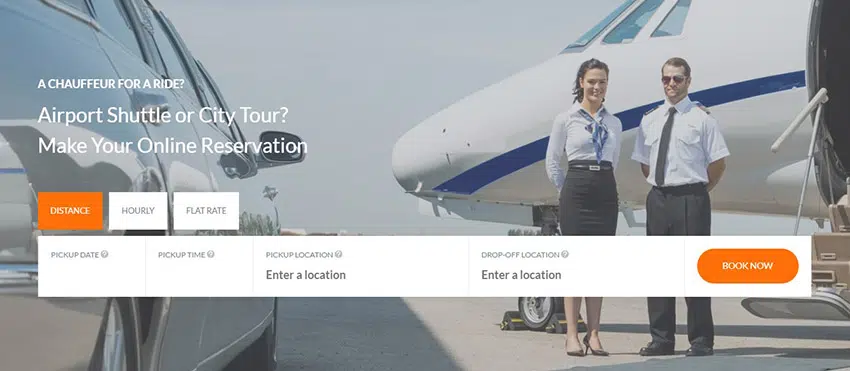 A CHAUFFEUR FOR A RIDE?
Airport Shuttle or City Tour?
Make Your Online Reservation
DISTANCE
HOURLY
FLAT RATE
PICKUP DATE
PICKUP TIME
PICKUP LOCATION
DROP-OFF LOCATION
Enter a location
Enter a location
BOOK NOW